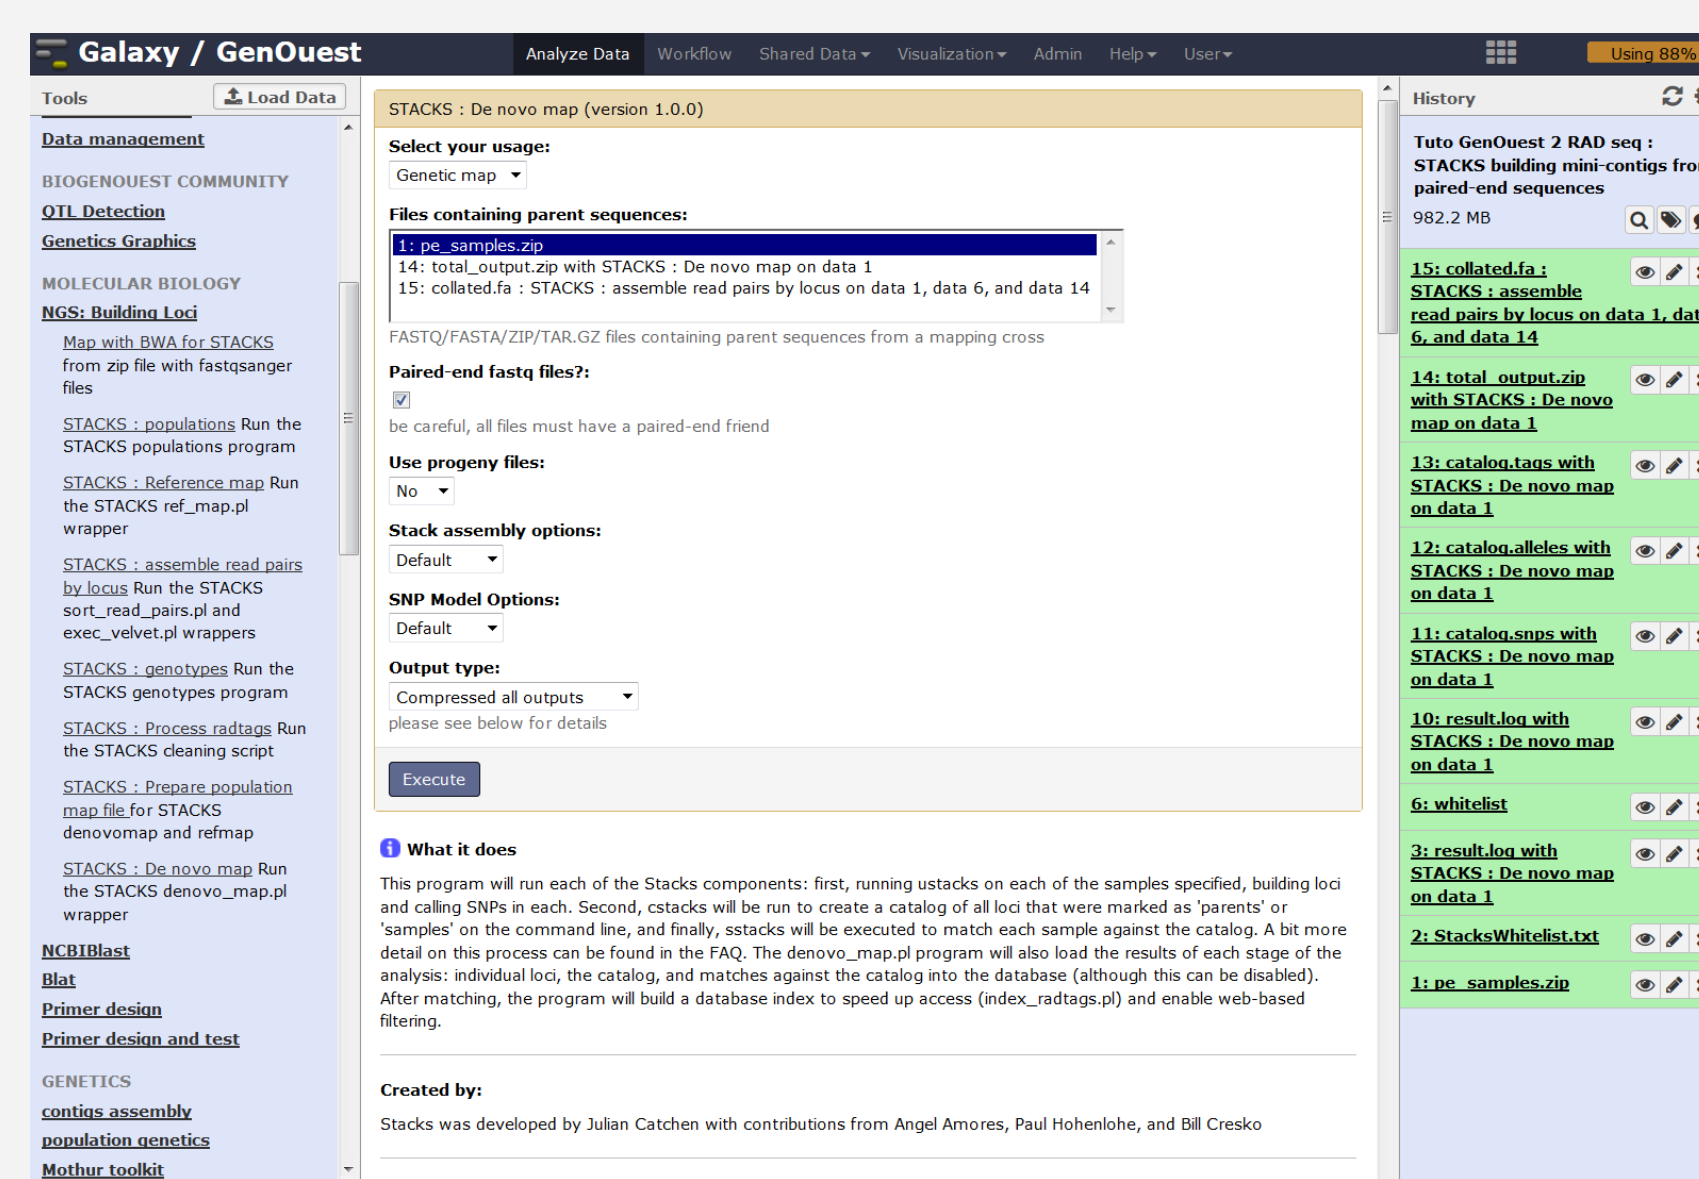 Galaxy / GenOuest
Analyze Data
Workflow
Shared Data
Visualization
Admin
Help
User
Using 88%
Tools
Load Data
Data management
BIOGENOUEST COMMUNITY
QTL Detection
Genetics Graphics
MOLECULAR BIOLOGY
NGS: Building Loci
Map with BWA for STACKS
from zip file with fastqsanger
files
STACKS : populations Run the
STACKS populations program
STACKS : Reference map Run
the STACKS ref_map.pl
wrapper
STACKS : assemble read pairs
by locus Run the STACKS
sort_read_pairs.pl and
exec_velvet.pl wrappers
STACKS : genotypes Run the
STACKS genotypes program
STACKS : Process radtags Run
the STACKS cleaning script
STACKS : Prepare population
map file for STACKS
denovomap and refmap
STACKS : De novo map Run
the STACKS denovo_map.pl
wrapper
NCBIBlast
Blat
Primer design
Primer design and test
GENETICS
contigs assembly
population genetics
Mothur toolkit
STACKS : De novo map (version 1.0.0)
Select your usage:
Genetic map
Files containing parent sequences:
1: pe_samples.zip
14: total_output.zip with STACKS : De novo map on data 1
15: collated.fa : STACKS : assemble read pairs by locus on data 1, data 6, and data 14
FASTQ/FASTA/ZIP/TAR.GZ files containing parent sequences from a mapping cross
Paired-end fastq files?:
be careful, all files must have a paired-end friend
Use progeny files:
No
Stack assembly options:
Default
SNP Model Options:
Default
Output type:
Compressed all outputs
please see below for details
Execute
What it does
This program will run each of the Stacks components: first, running ustacks on each of the samples specified, building loci
and calling SNPs in each. Second, cstacks will be run to create a catalog of all loci that were marked as 'parents' or
'samples' on the command line, and finally, sstacks will be executed to match each sample against the catalog. A bit more
detail on this process can be found in the FAQ. The denovo_map.pl program will also load the results of each stage of the
analysis: individual loci, the catalog, and matches against the catalog into the database (although this can be disabled).
After matching, the program will build a database index to speed up access (index_radtags.pl) and enable web-based
filtering.
Created by:
Stacks was developed by Julian Catchen with contributions from Angel Amores, Paul Hohenlohe, and Bill Cresko
History
Tuto GenOuest 2 RAD seq :
STACKS building mini-contigs fro
paired-end sequences
982.2 MB
15: collated.fa :
STACKS : assemble
read pairs by locus on data 1, dat
6, and data 14
14: total_output.zip
with STACKS : De novo
map on data 1
13: catalog.tags with
STACKS : De novo map
on data 1
12: catalog.alleles with
STACKS : De novo map
on data 1
11: catalog.snps with
STACKS : De novo map
on data 1
10: result.log with
STACKS : De novo map
on data 1
6: whitelist
3: result.log with
STACKS : De novo map
on data 1
2: StacksWhitelist.txt
1: pe_samples.zip